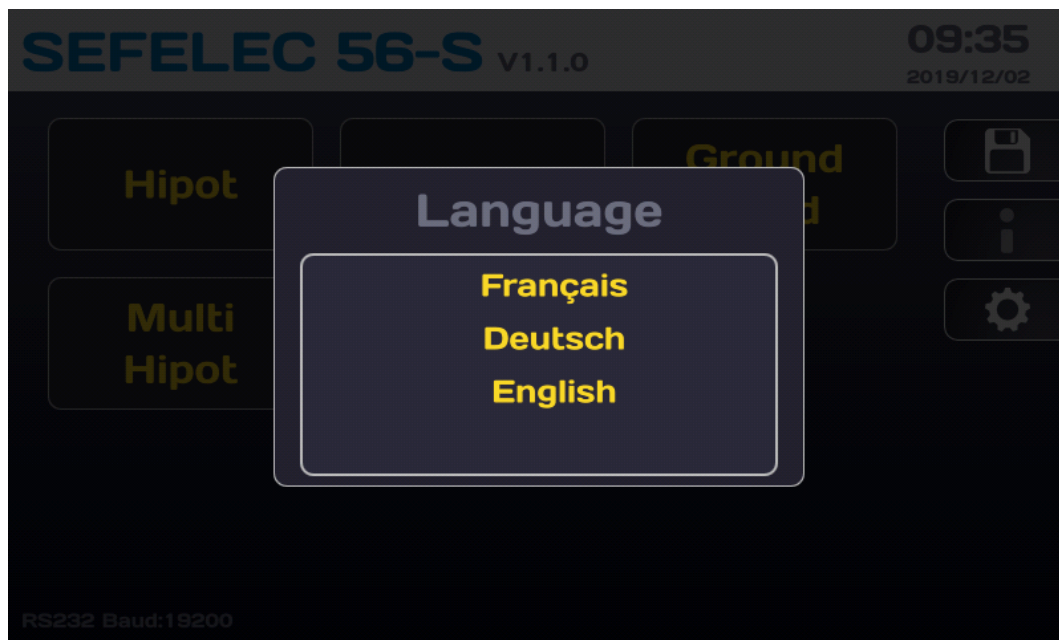 SEFELEC 56-S V1.1.0
09:35
2019/12/02
Hipot
Ground
Language
Français
Deutsch
English
Multi
Hipot
RS232 Baud:19200